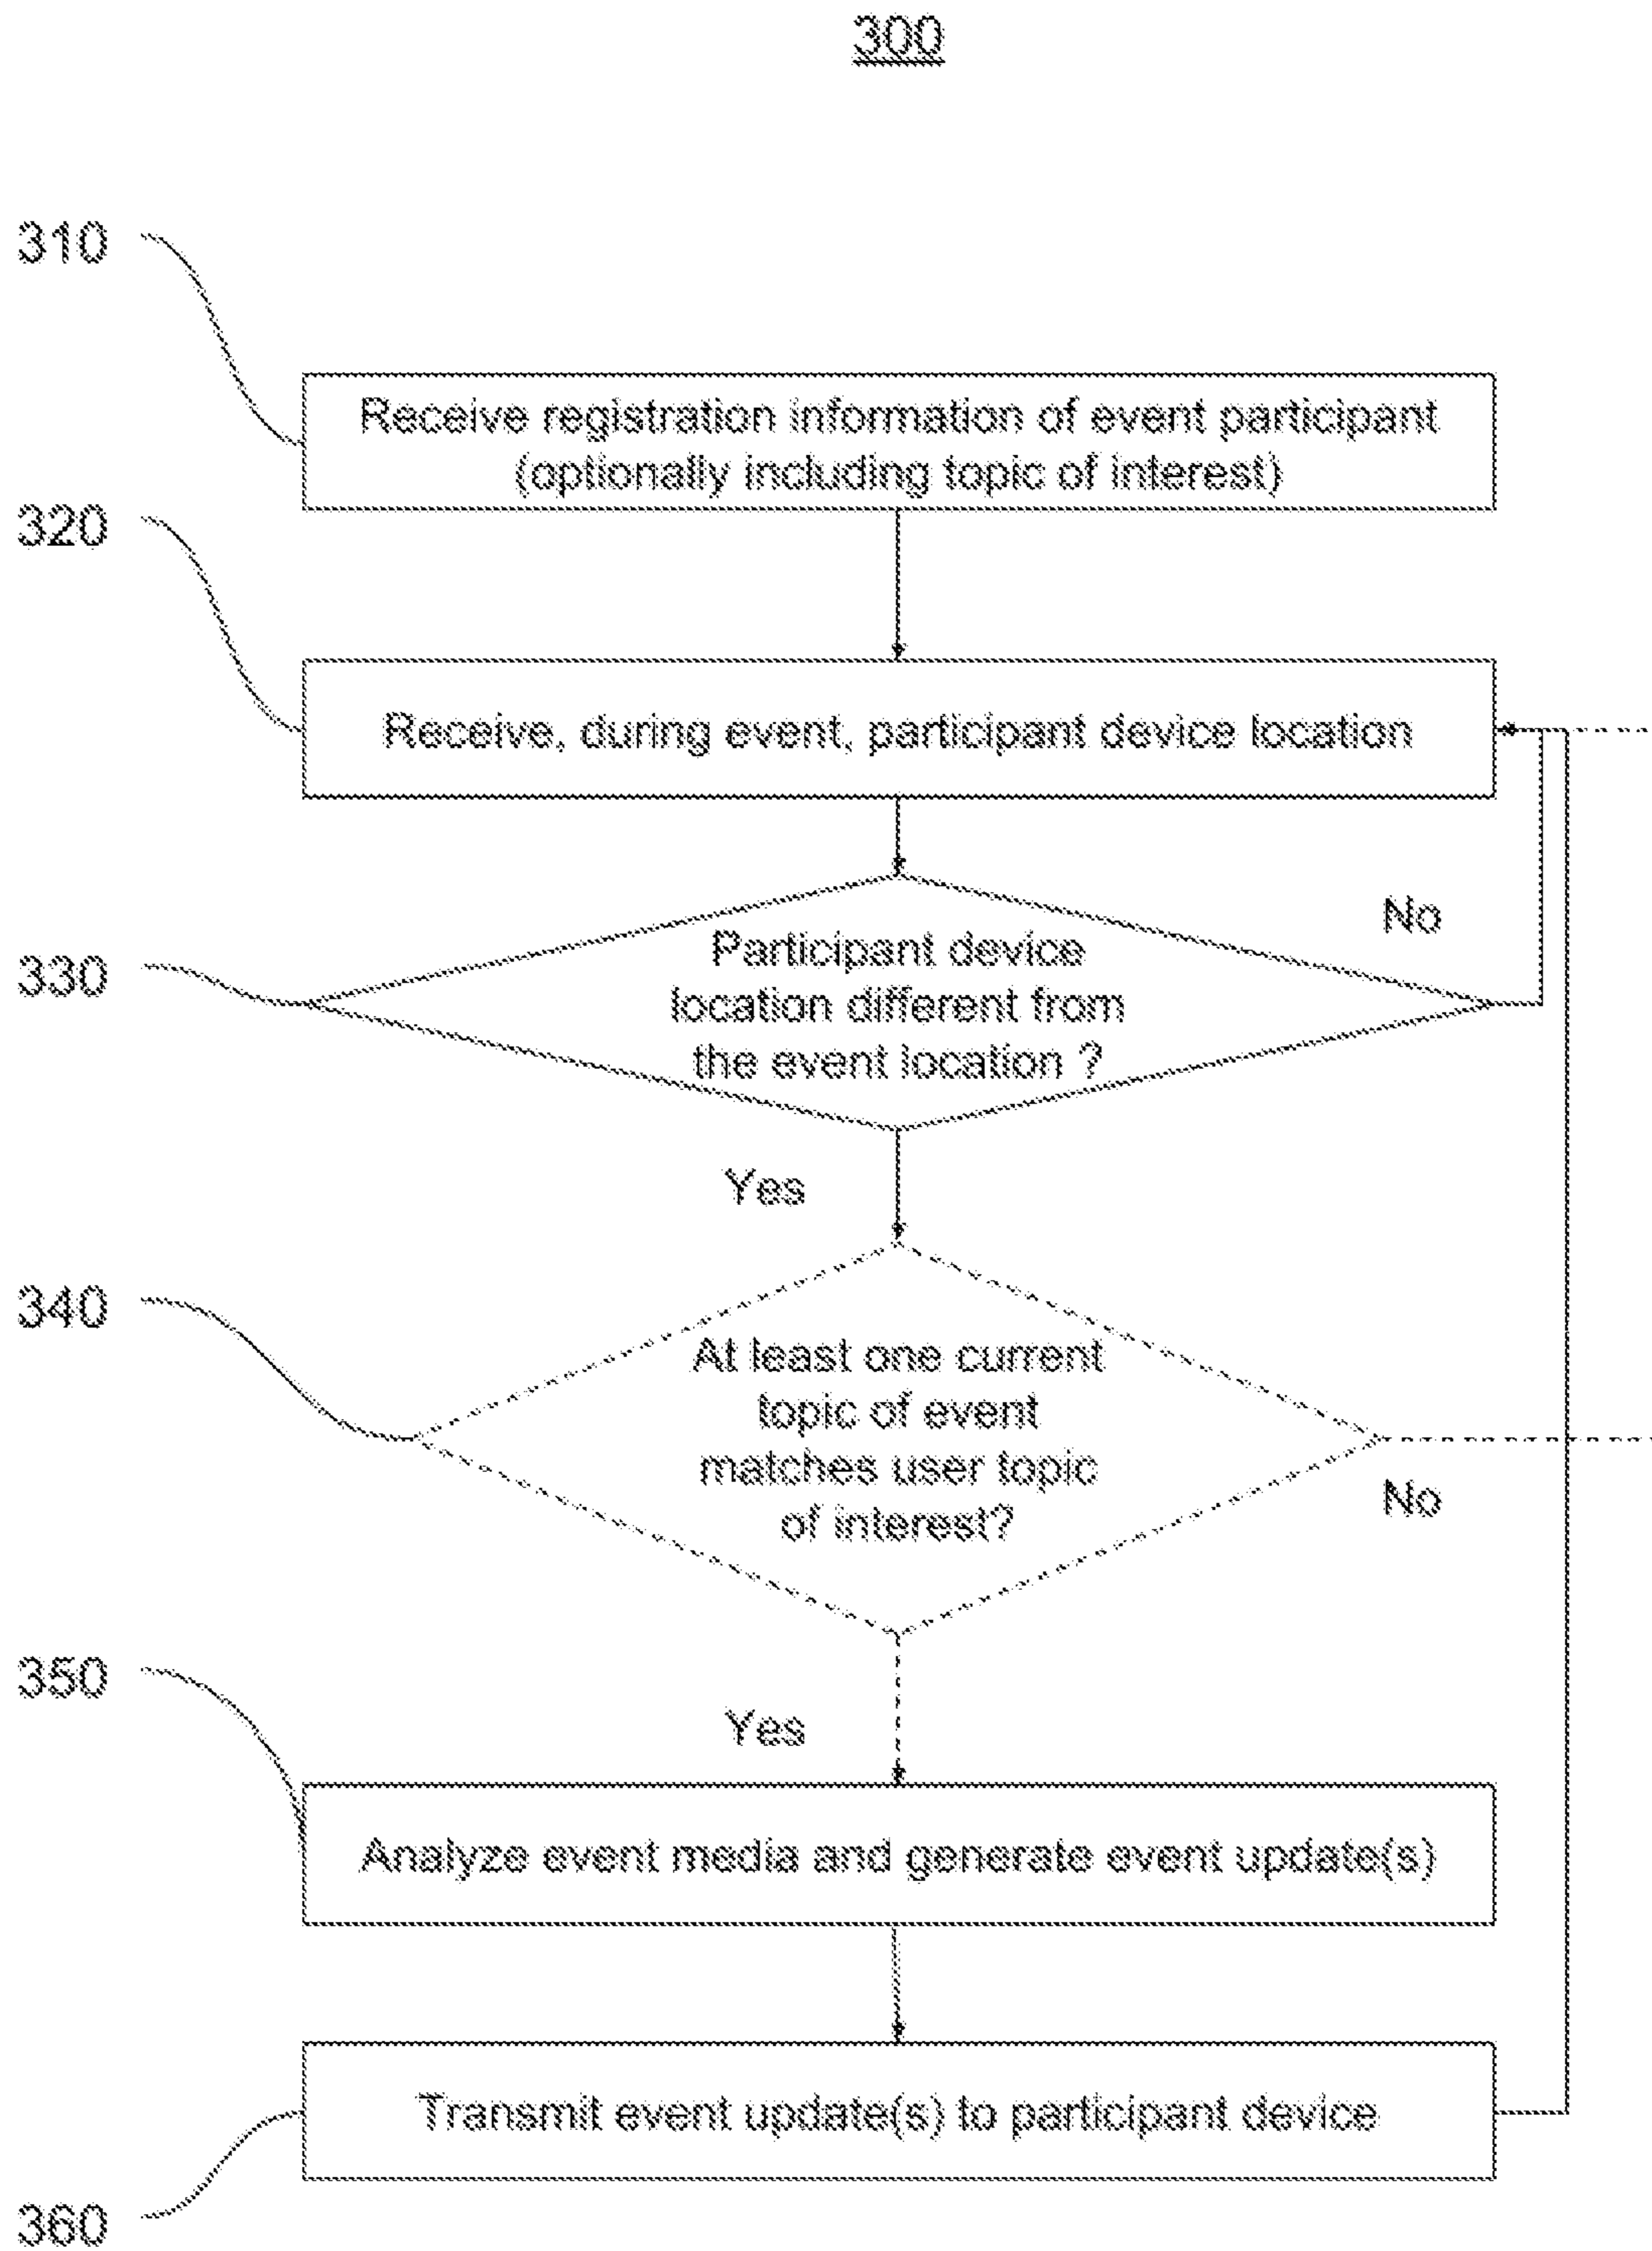 300
310
Receive registration information of event participant
(optionally including topic of interest)
320
Receive, during event, participant device location
No
330
Participant device
location different from
the event location ?
Yes
340
At least one current
topic of event
matches user topic
of interest?
No
350
Yes
Analyze event media and generate event update(s)
Transmit event update(s) to participant device
360